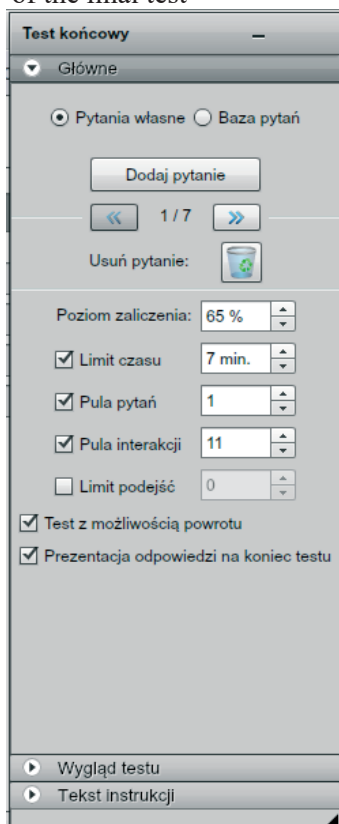 of the final test
Test końcowy
Główne
Pytania własne Baza pytań
Dodaj pytanie
1 / 7
Usuń pytanie:
Poziom zaliczenia: 65 %
Limit czasu 7 min.
Pula pytań 1
Pula interakcji 11
Limit podejść 0
Test z możliwością powrotu
Prezentacja odpowiedzi na koniec testu
Wygląd testu
Tekst instrukcji